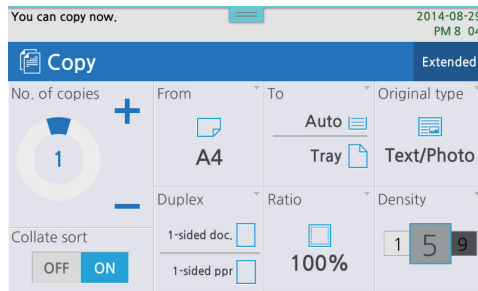 You can copy now.
2014-08-29
PM 8 04
Copy
Extended
No. of copies
1
From
A4
To
Auto
Tray
Original type
Text/Photo
Collate sort
OFF ON
Duplex
1-sided doc.
1-sided ppr
Ratio
100%
Density
1 5 9